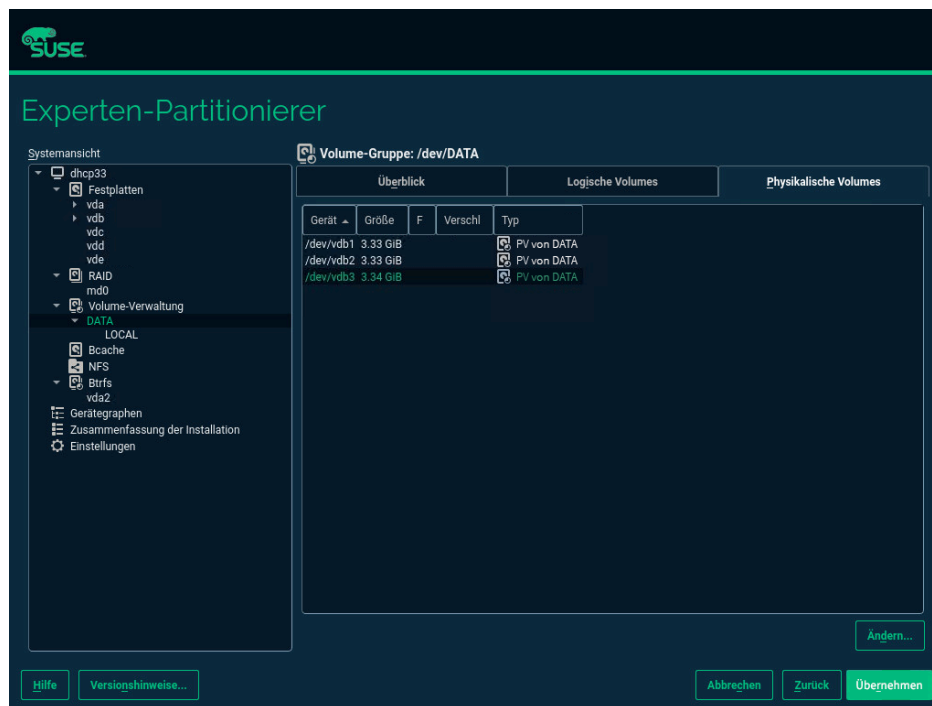 SUSE
Experten-Partitionierer
Systemansicht
dhcp33
Festplatten
vda
vdb
vdc
vdd
vde
RAID
md0
Volume-Verwaltung
DATA
LOCAL
Bcache
NFS
Btrfs
vda2
Gerätegraphen
Zusammenfassung der Installation
Einstellungen
Volume-Gruppe: /dev/DATA
Überblick Logische Volumes Physikalische Volumes
Gerät Größe F Verschl Typ
/dev/vdb1 3.33 GiB PV von DATA
/dev/vdb2 3.33 GiB PV von DATA
/dev/vdb3 3.34 GiB PV von DATA
Ändern...
Hilfe Versionshinweise... Abbrechen Zurück Übernehmen